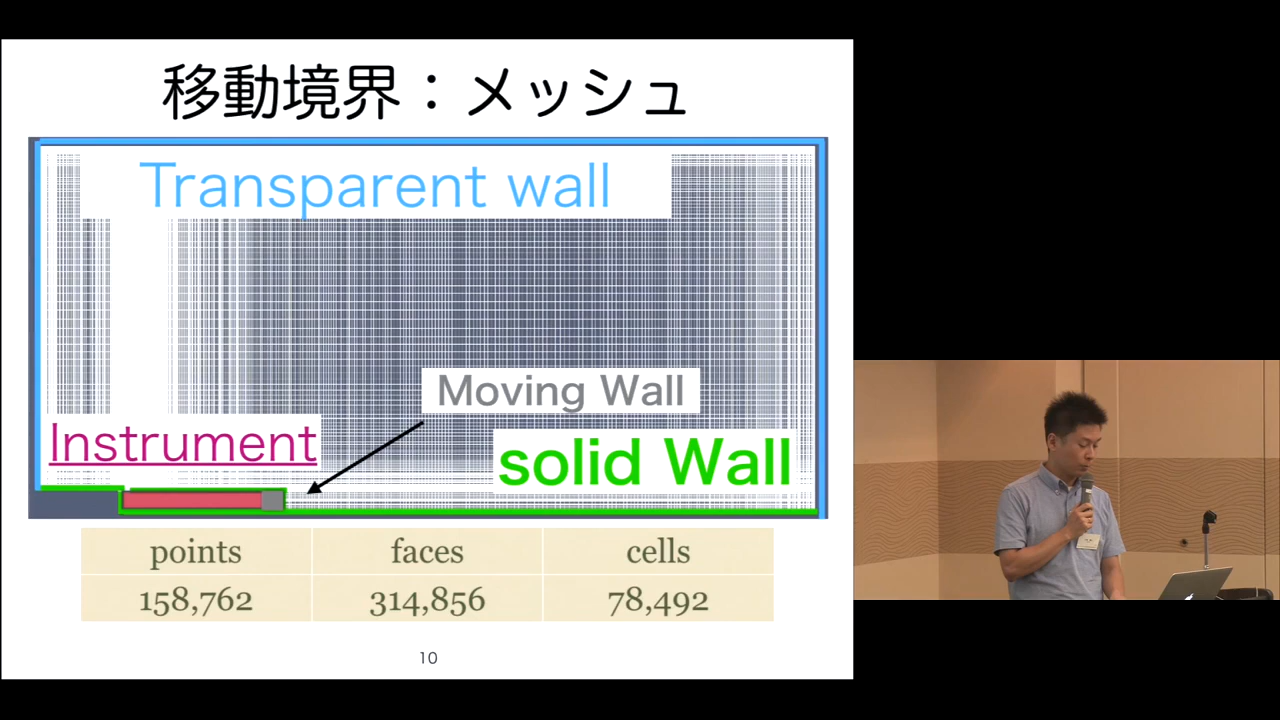 移動境界：メッシュ
Transparent wall
Moving Wall
Instrument
solid Wall
points faces cells
158,762 314,856 78,492
10